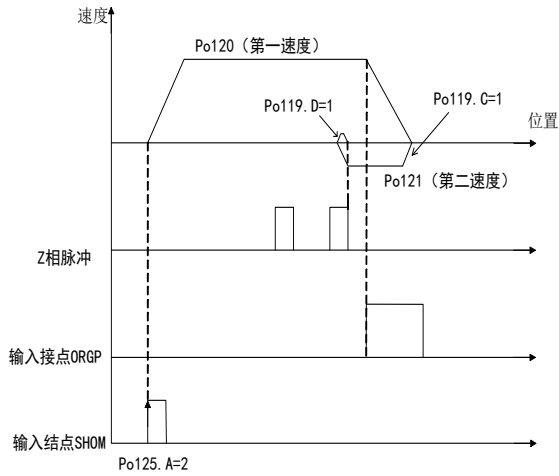 速度
Po120（第一速度）
Po119.D=1
Po119.C=1
位置
Po121（第二速度）
Z相脉冲
输入接点ORGP
输入结点SHOM
Po125.A=2